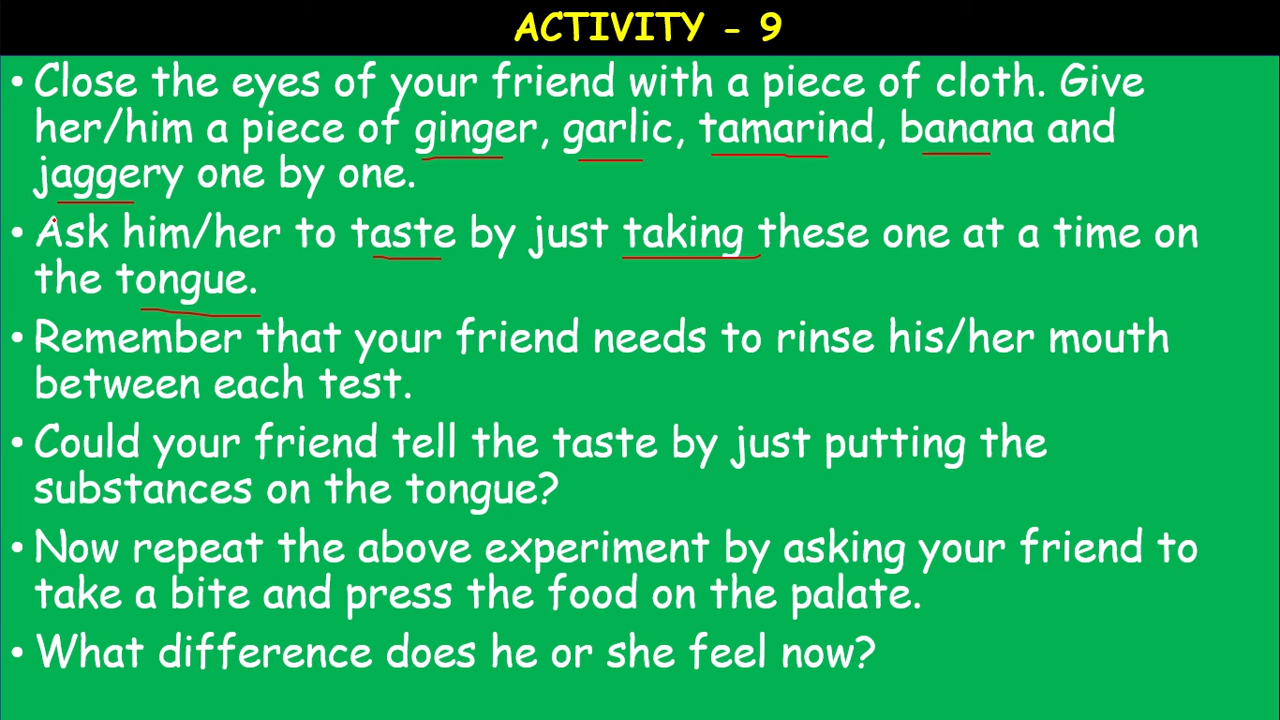 ACTIVITY - 9
• Close the eyes of your friend with a piece of cloth. Give
her/him a piece of ginger, garlic, tamarind, banana and
jaggery one by one.
• Ask him/her to taste by just taking these one at a time on
the tongue.
• Remember that your friend needs to rinse his/her mouth
between each test.
• Could your friend tell the taste by just putting the
substances on the tongue?
• Now repeat the above experiment by asking your friend to
take a bite and press the food on the palate.
• What difference does he or she feel now?